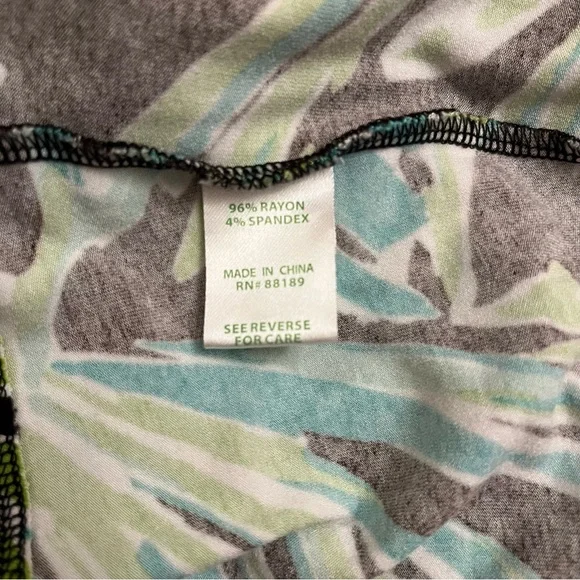 96% RAYON
4% SPANDEX
MADE IN CHINA
RN# 88189
SEE REVERSE
FOR CARE